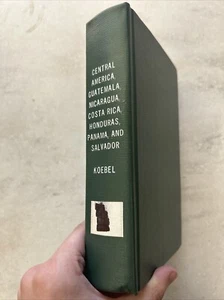 CENTRAL
AMERICA,
GUATEMALA,
NICARAGUA,
COSTA RICA,
HONDURAS,
PANAMA, AND
SALVADOR
KOEBEL